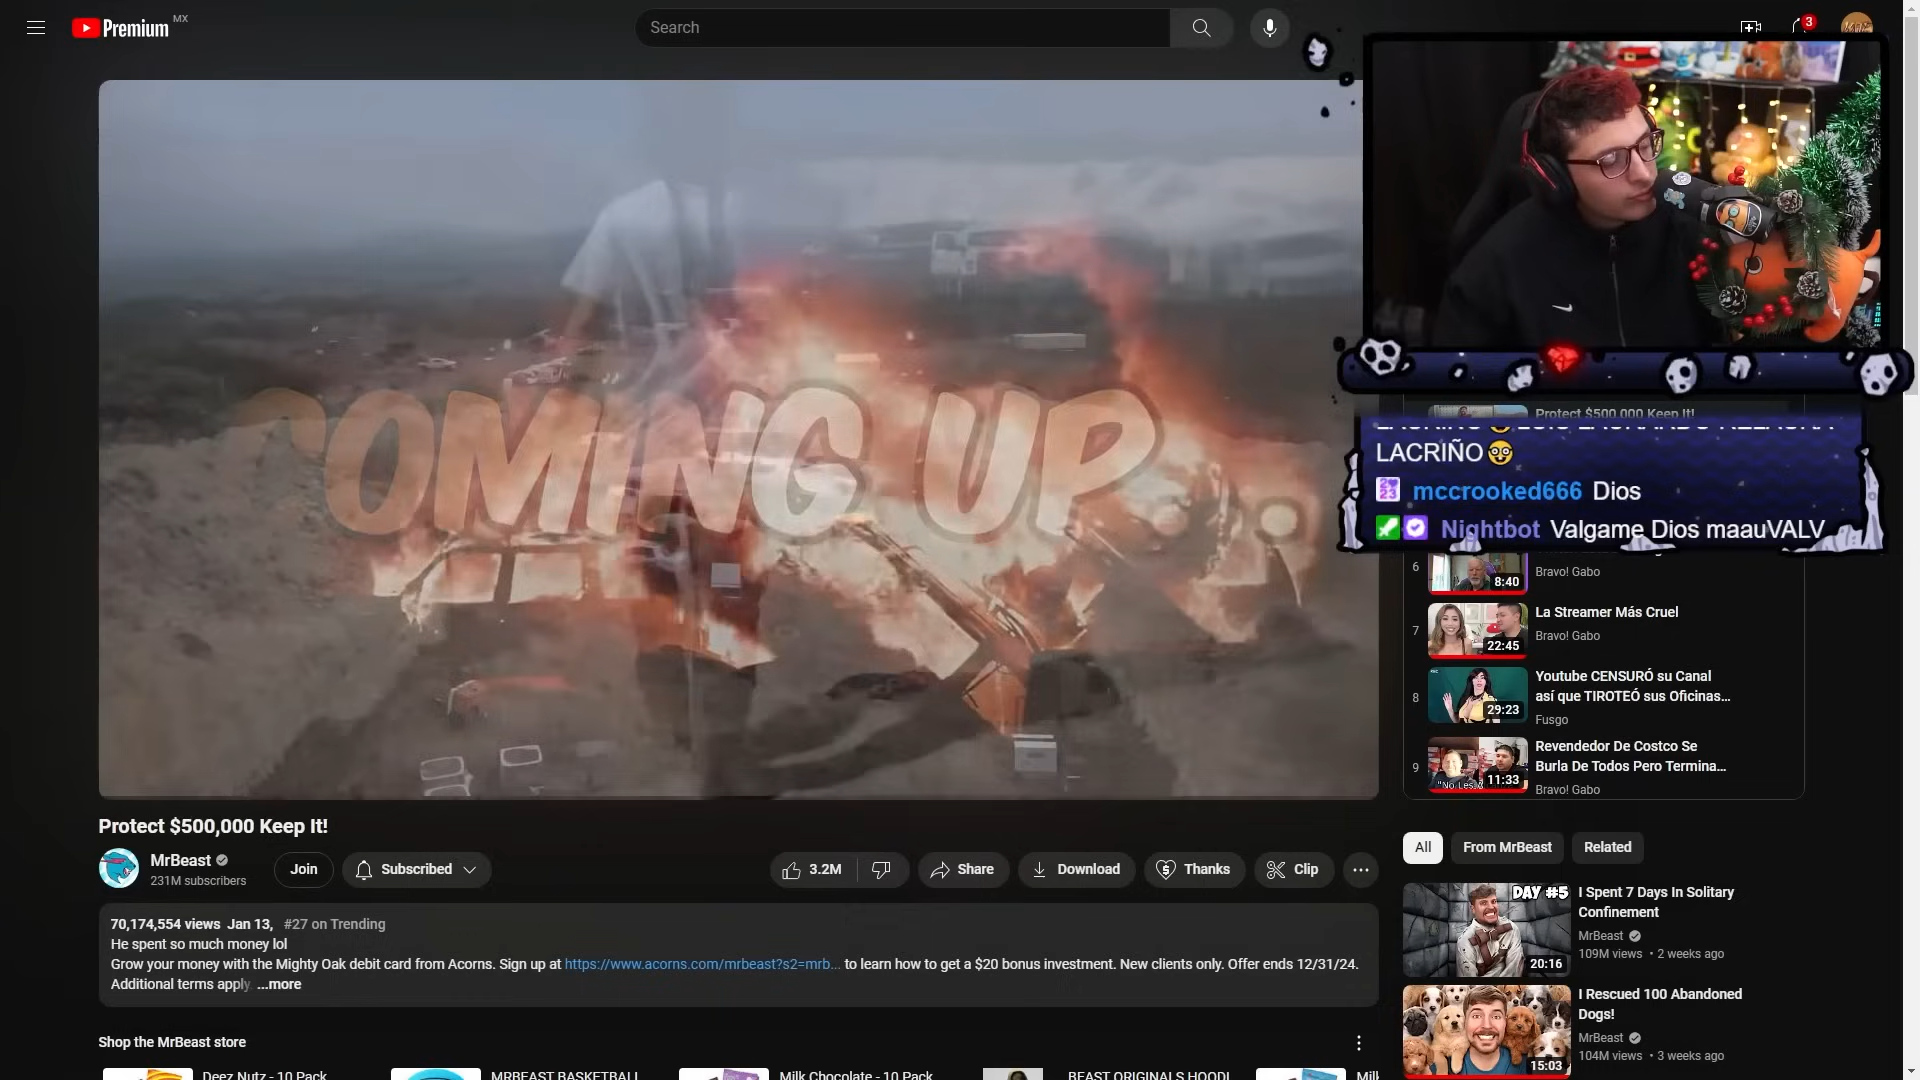 Premium MX
Search
3
COMING UP
Protect $500,000 Keep It!
LACRIÑO
mccrooked666 Dios
Nightbot Valgame Dios maauVALV
6
8:40
Bravo! Gabo
7
22:45
La Streamer Más Cruel
Bravo! Gabo
8
29:23
Youtube CENSURÓ su Canal
así que TIROTEÓ sus Oficinas...
Fusgo
9
11:33
Revendedor De Costco Se
Burla De Todos Pero Termina...
Bravo! Gabo
Protect $500,000 Keep It!
MrBeast
231M subscribers
Join
Subscribed
3.2M
Share
Download
Thanks
Clip
70,174,554 views Jan 13, #27 on Trending
He spent so much money lol
Grow your money with the Mighty Oak debit card from Acorns. Sign up at https://www.acorns.com/mrbeast?s2=mrb... to learn how to get a $20 bonus investment. New clients only. Offer ends 12/31/24.
Additional terms apply. ...more
Shop the MrBeast store
Deez Nutz - 10 Pack
MRBEAST BASKETBALL
Milk Chocolate - 10 Pack
BEAST ORIGINALS HOODI
Mil
All
From MrBeast
Related
DAY #5
20:16
I Spent 7 Days In Solitary
Confinement
MrBeast
109M views • 2 weeks ago
15:03
I Rescued 100 Abandoned
Dogs!
MrBeast
104M views • 3 weeks ago